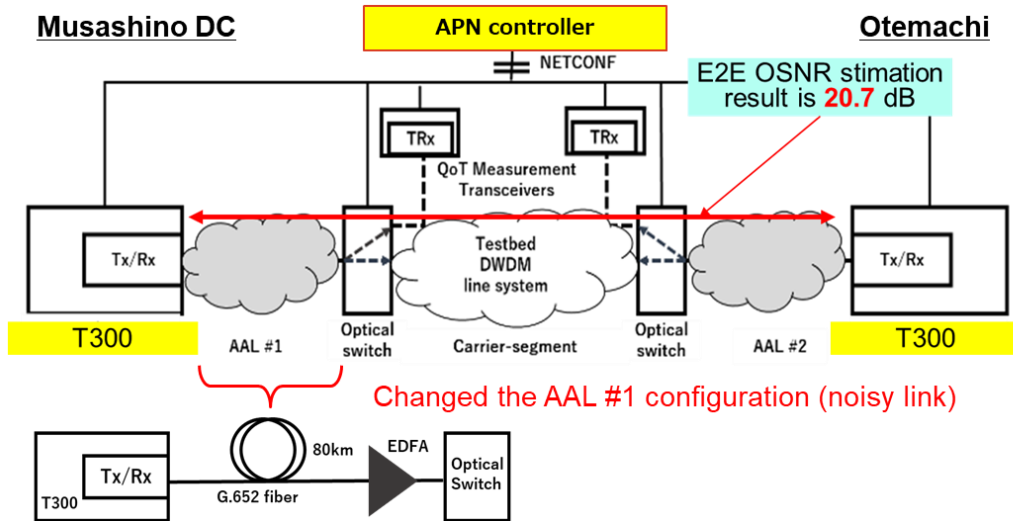 Musashino DC
APN controller
Otemachi
NETCONF
E2E OSNR stimation
result is 20.7 dB
TRx
TRx
QoT Measurement
Transceivers
Tx/Rx
Testbed
DWDM
line system
Tx/Rx
T300
AAL #1
Optical
switch
Carrier-segment
Optical
switch
AAL #2
T300
Changed the AAL #1 configuration (noisy link)
T300
Tx/Rx
80km
G.652 fiber
EDFA
Optical
Switch